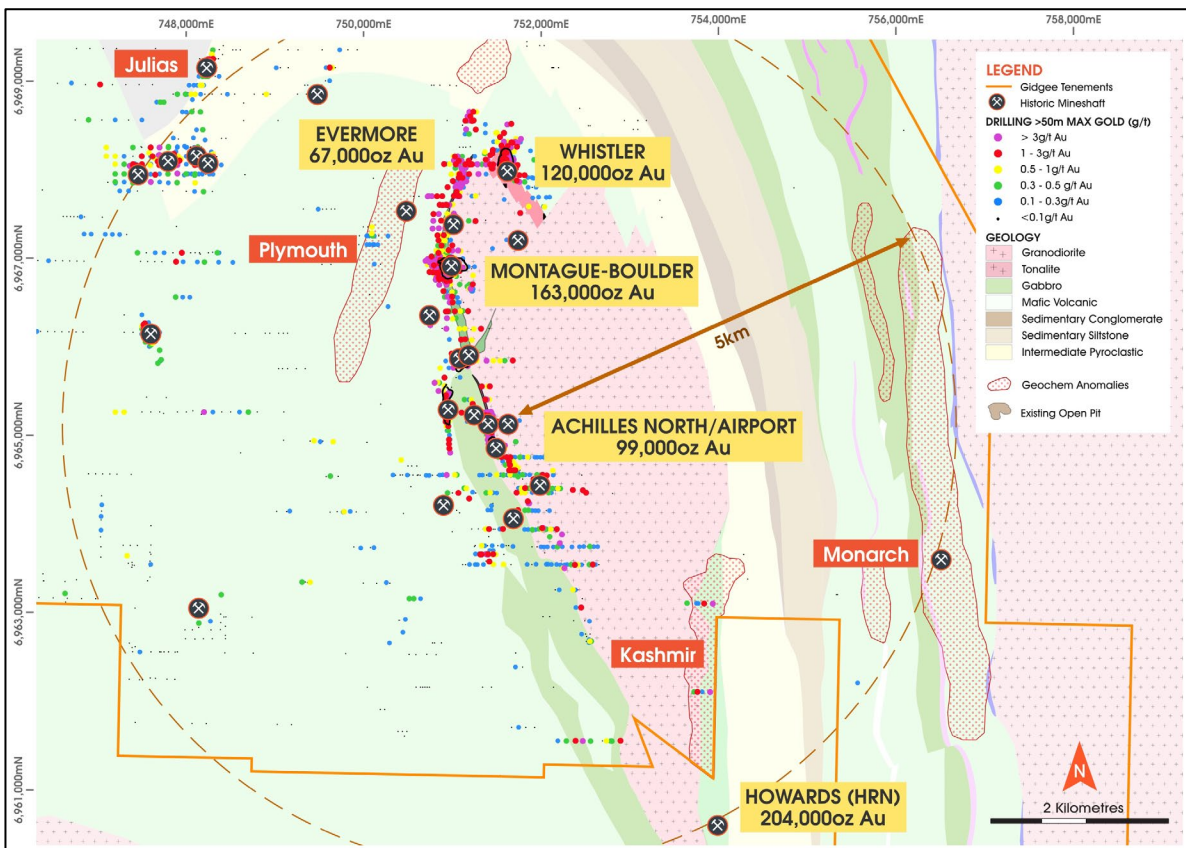 748,000mE
750,000mE
752,000mE
754,000mE
756,000mE
758,000mE
6,969,000mN
6,967,000mN
6,965,000mN
6,963,000mN
6,961,000mN
Julias
EVERMORE
67,000oz Au
WHISTLER
120,000oz Au
Plymouth
MONTAGUE-BOULDER
163,000oz Au
5km
ACHILLES NORTH/AIRPORT
99,000oz Au
Monarch
Kashmir
HOWARDS (HRN)
204,000oz Au
LEGEND
Gidgee Tenements
Historic Mineshaft
DRILLING >50m MAX GOLD (g/t)
> 3g/t Au
1 - 3g/t Au
0.5 - 1g/t Au
0.3 - 0.5 g/t Au
0.1 - 0.3g/t Au
<0.1g/t Au
GEOLOGY
Granodiorite
Tonalite
Gabbro
Mafic Volcanic
Sedimentary Conglomerate
Sedimentary Siltstone
Intermediate Pyroclastic
Geochem Anomalies
Existing Open Pit
N
2 Kilometres